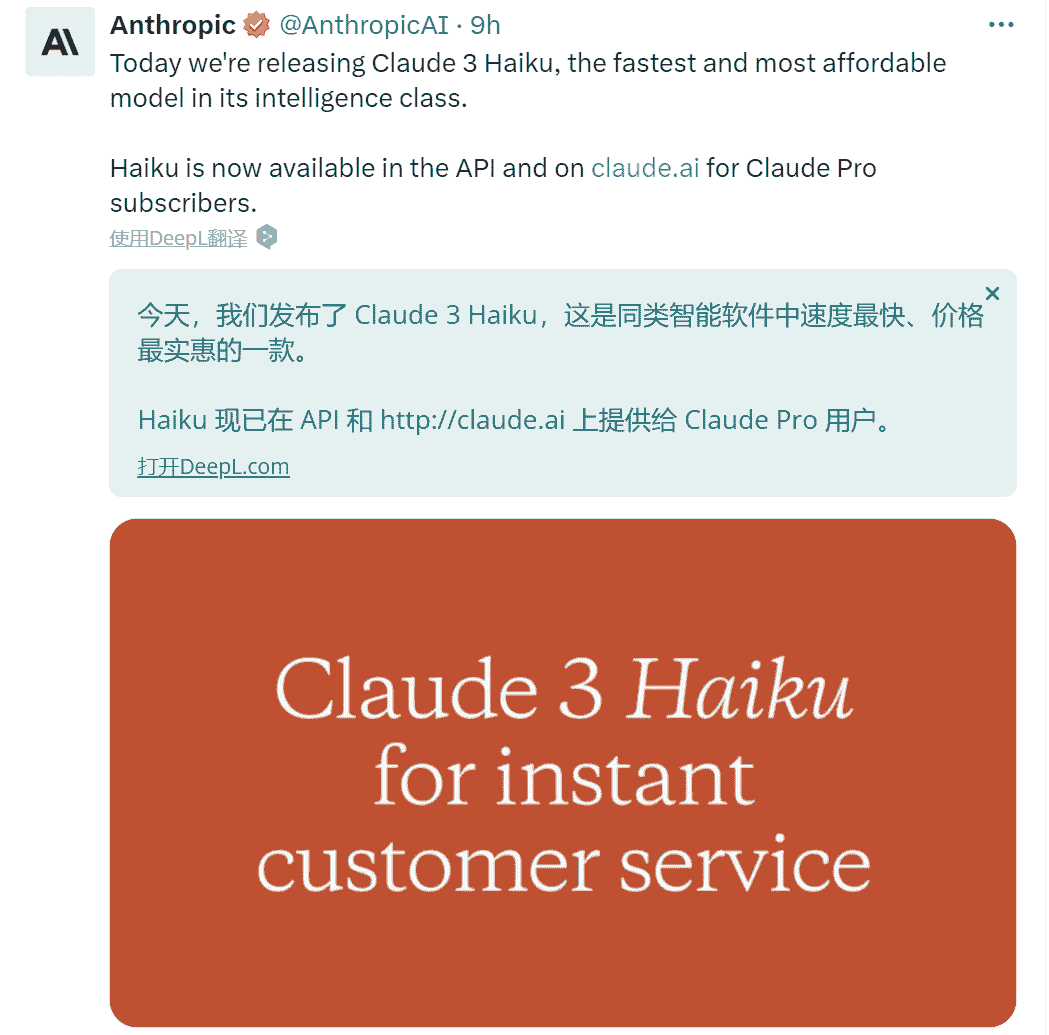 Anthropic @AnthropicAI · 9h
Today we're releasing Claude 3 Haiku, the fastest and most affordable
model in its intelligence class.
Haiku is now available in the API and on claude.ai for Claude Pro
subscribers.
使用DeepL翻译
今天，我们发布了 Claude 3 Haiku，这是同类智能软件中速度最快、价格
最实惠的一款。
Haiku 现已在 API 和 http://claude.ai 上提供给 Claude Pro 用户。
打开DeepL.com
Claude 3 Haiku
for instant
customer service